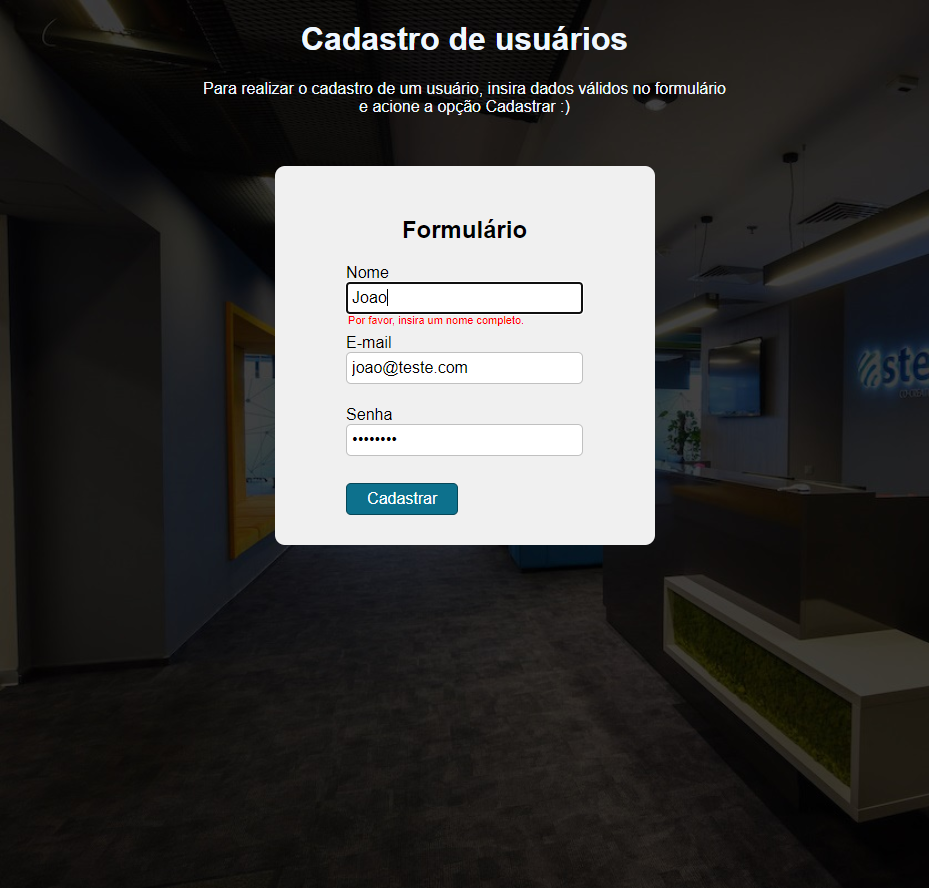 Cadastro de usuários
Para realizar o cadastro de um usuário, insira dados válidos no formulário
e acione a opção Cadastrar :)
Formulário
Nome
Joao
Por favor, insira um nome completo.
E-mail
joao@teste.com
Senha
••••••••
Cadastrar
ste